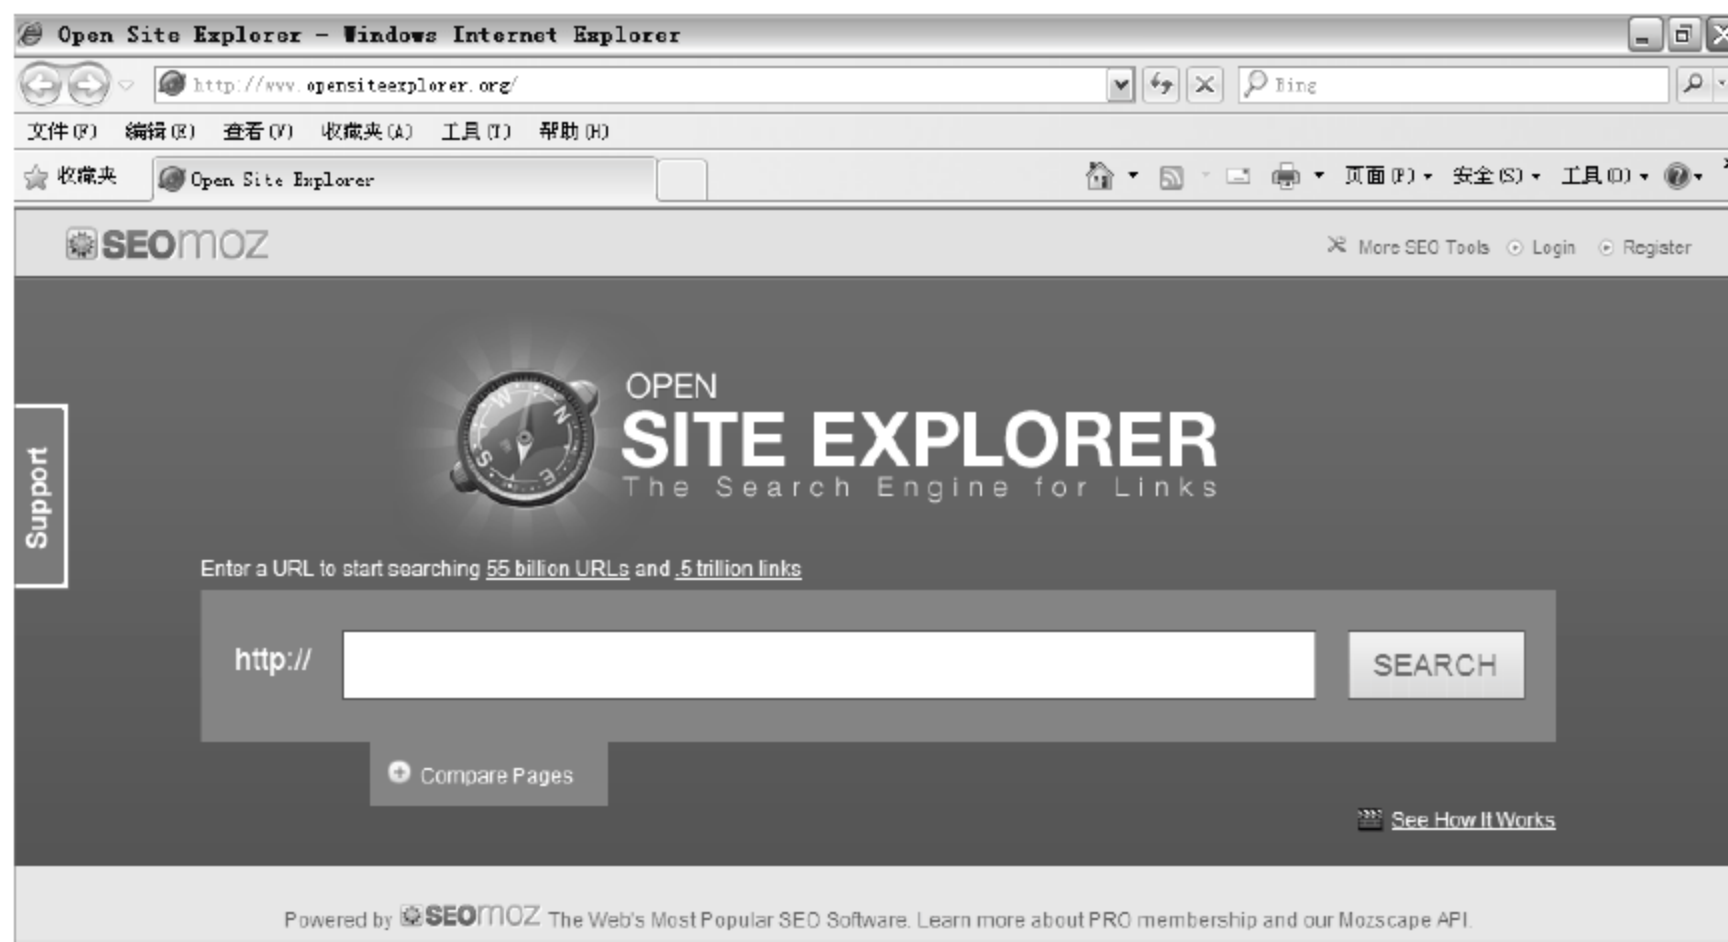 Open Site Explorer - Windows Internet Explorer
http://www.opensiteexplorer.org/
Bing
文件(F) 编辑(E) 查看(V) 收藏夹(A) 工具(T) 帮助(H)
收藏夹 Open Site Explorer 页面(P) 安全(S) 工具(O)
SEOmoz More SEO Tools Login Register
OPEN
SITE EXPLORER
The Search Engine for Links
Support
Enter a URL to start searching 55 billion URLs and .5 trillion links
http:// SEARCH
Compare Pages
See How It Works
Powered by SEOmoz The Web's Most Popular SEO Software. Learn more about PRO membership and our Mozscape API.